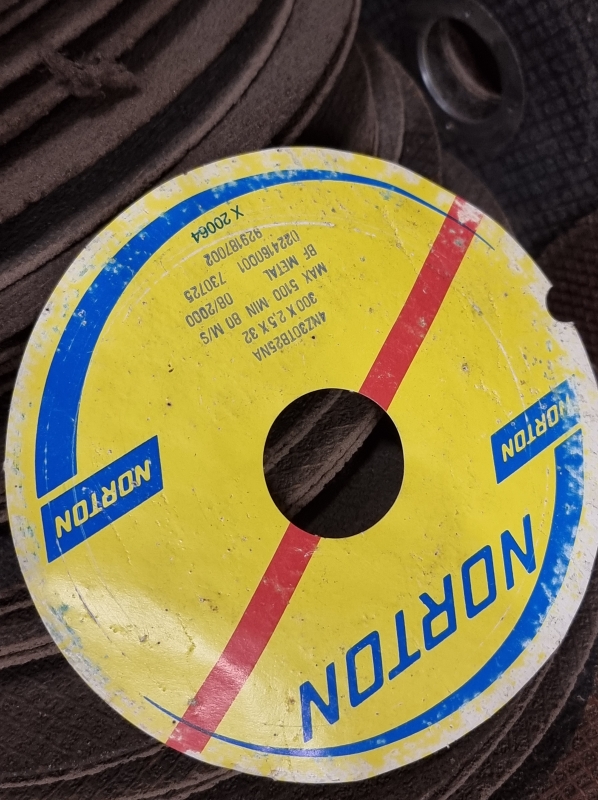 NORTON
NORTON
NORTON
4NZ30TB25NA
300 X 2,5 X 32
MAX 5100 MIN 80 M/S
BF METAL 08/2000
0224160001 730725
929187002
X 20064